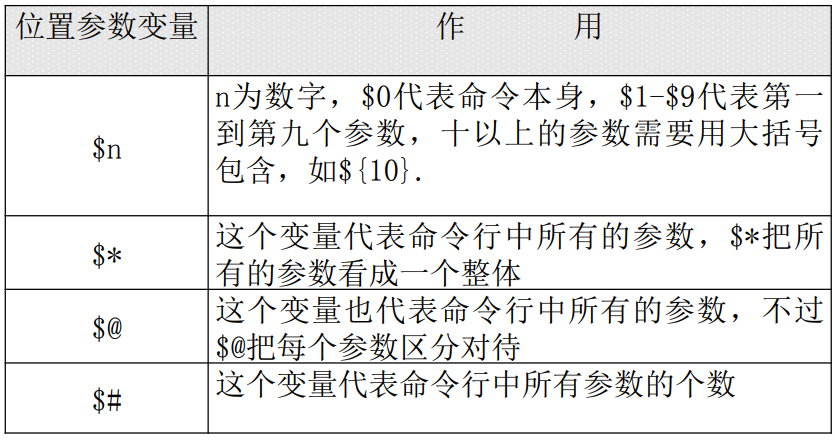 位置参数变量
作 用
$n
n为数字，$0代表命令本身，$1-$9代表第一
到第九个参数，十以上的参数需要用大括号
包含，如${10}.
$*
这个变量代表命令行中所有的参数，$*把所
有的参数看成一个整体
$@
这个变量也代表命令行中所有的参数，不过
$@把每个参数区分对待
$#
这个变量代表命令行中所有参数的个数